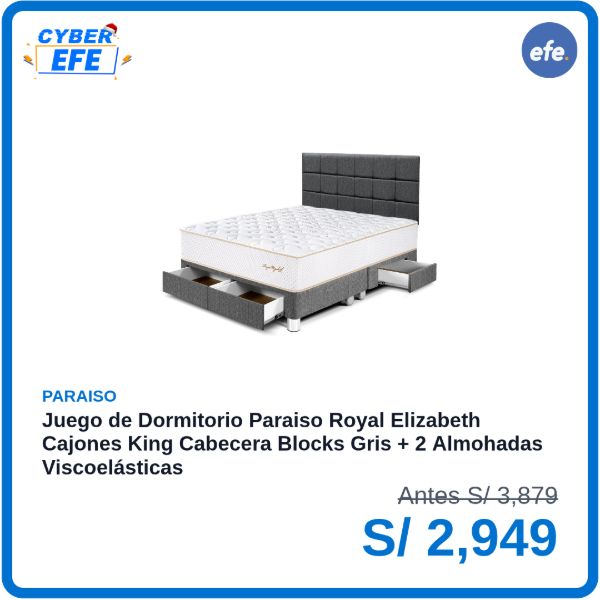 CYBER
EFE
efe.
PARAISO
Juego de Dormitorio Paraiso Royal Elizabeth
Cajones King Cabecera Blocks Gris + 2 Almohadas
Viscoelásticas
Antes S/ 3,879
S/ 2,949